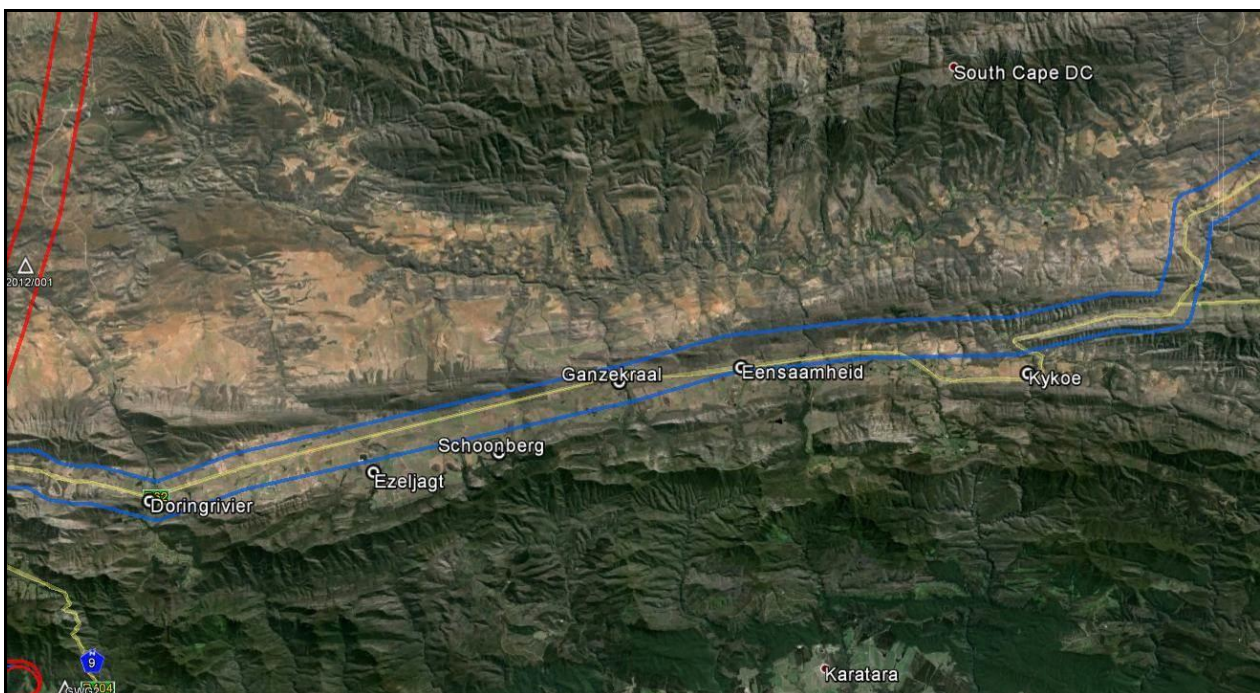 South Cape DC
2012/001
Ganzekraal
Eensaamheid
Kykoe
Schoonberg
Ezeljagt
Doringrivier
N
9
Karatara